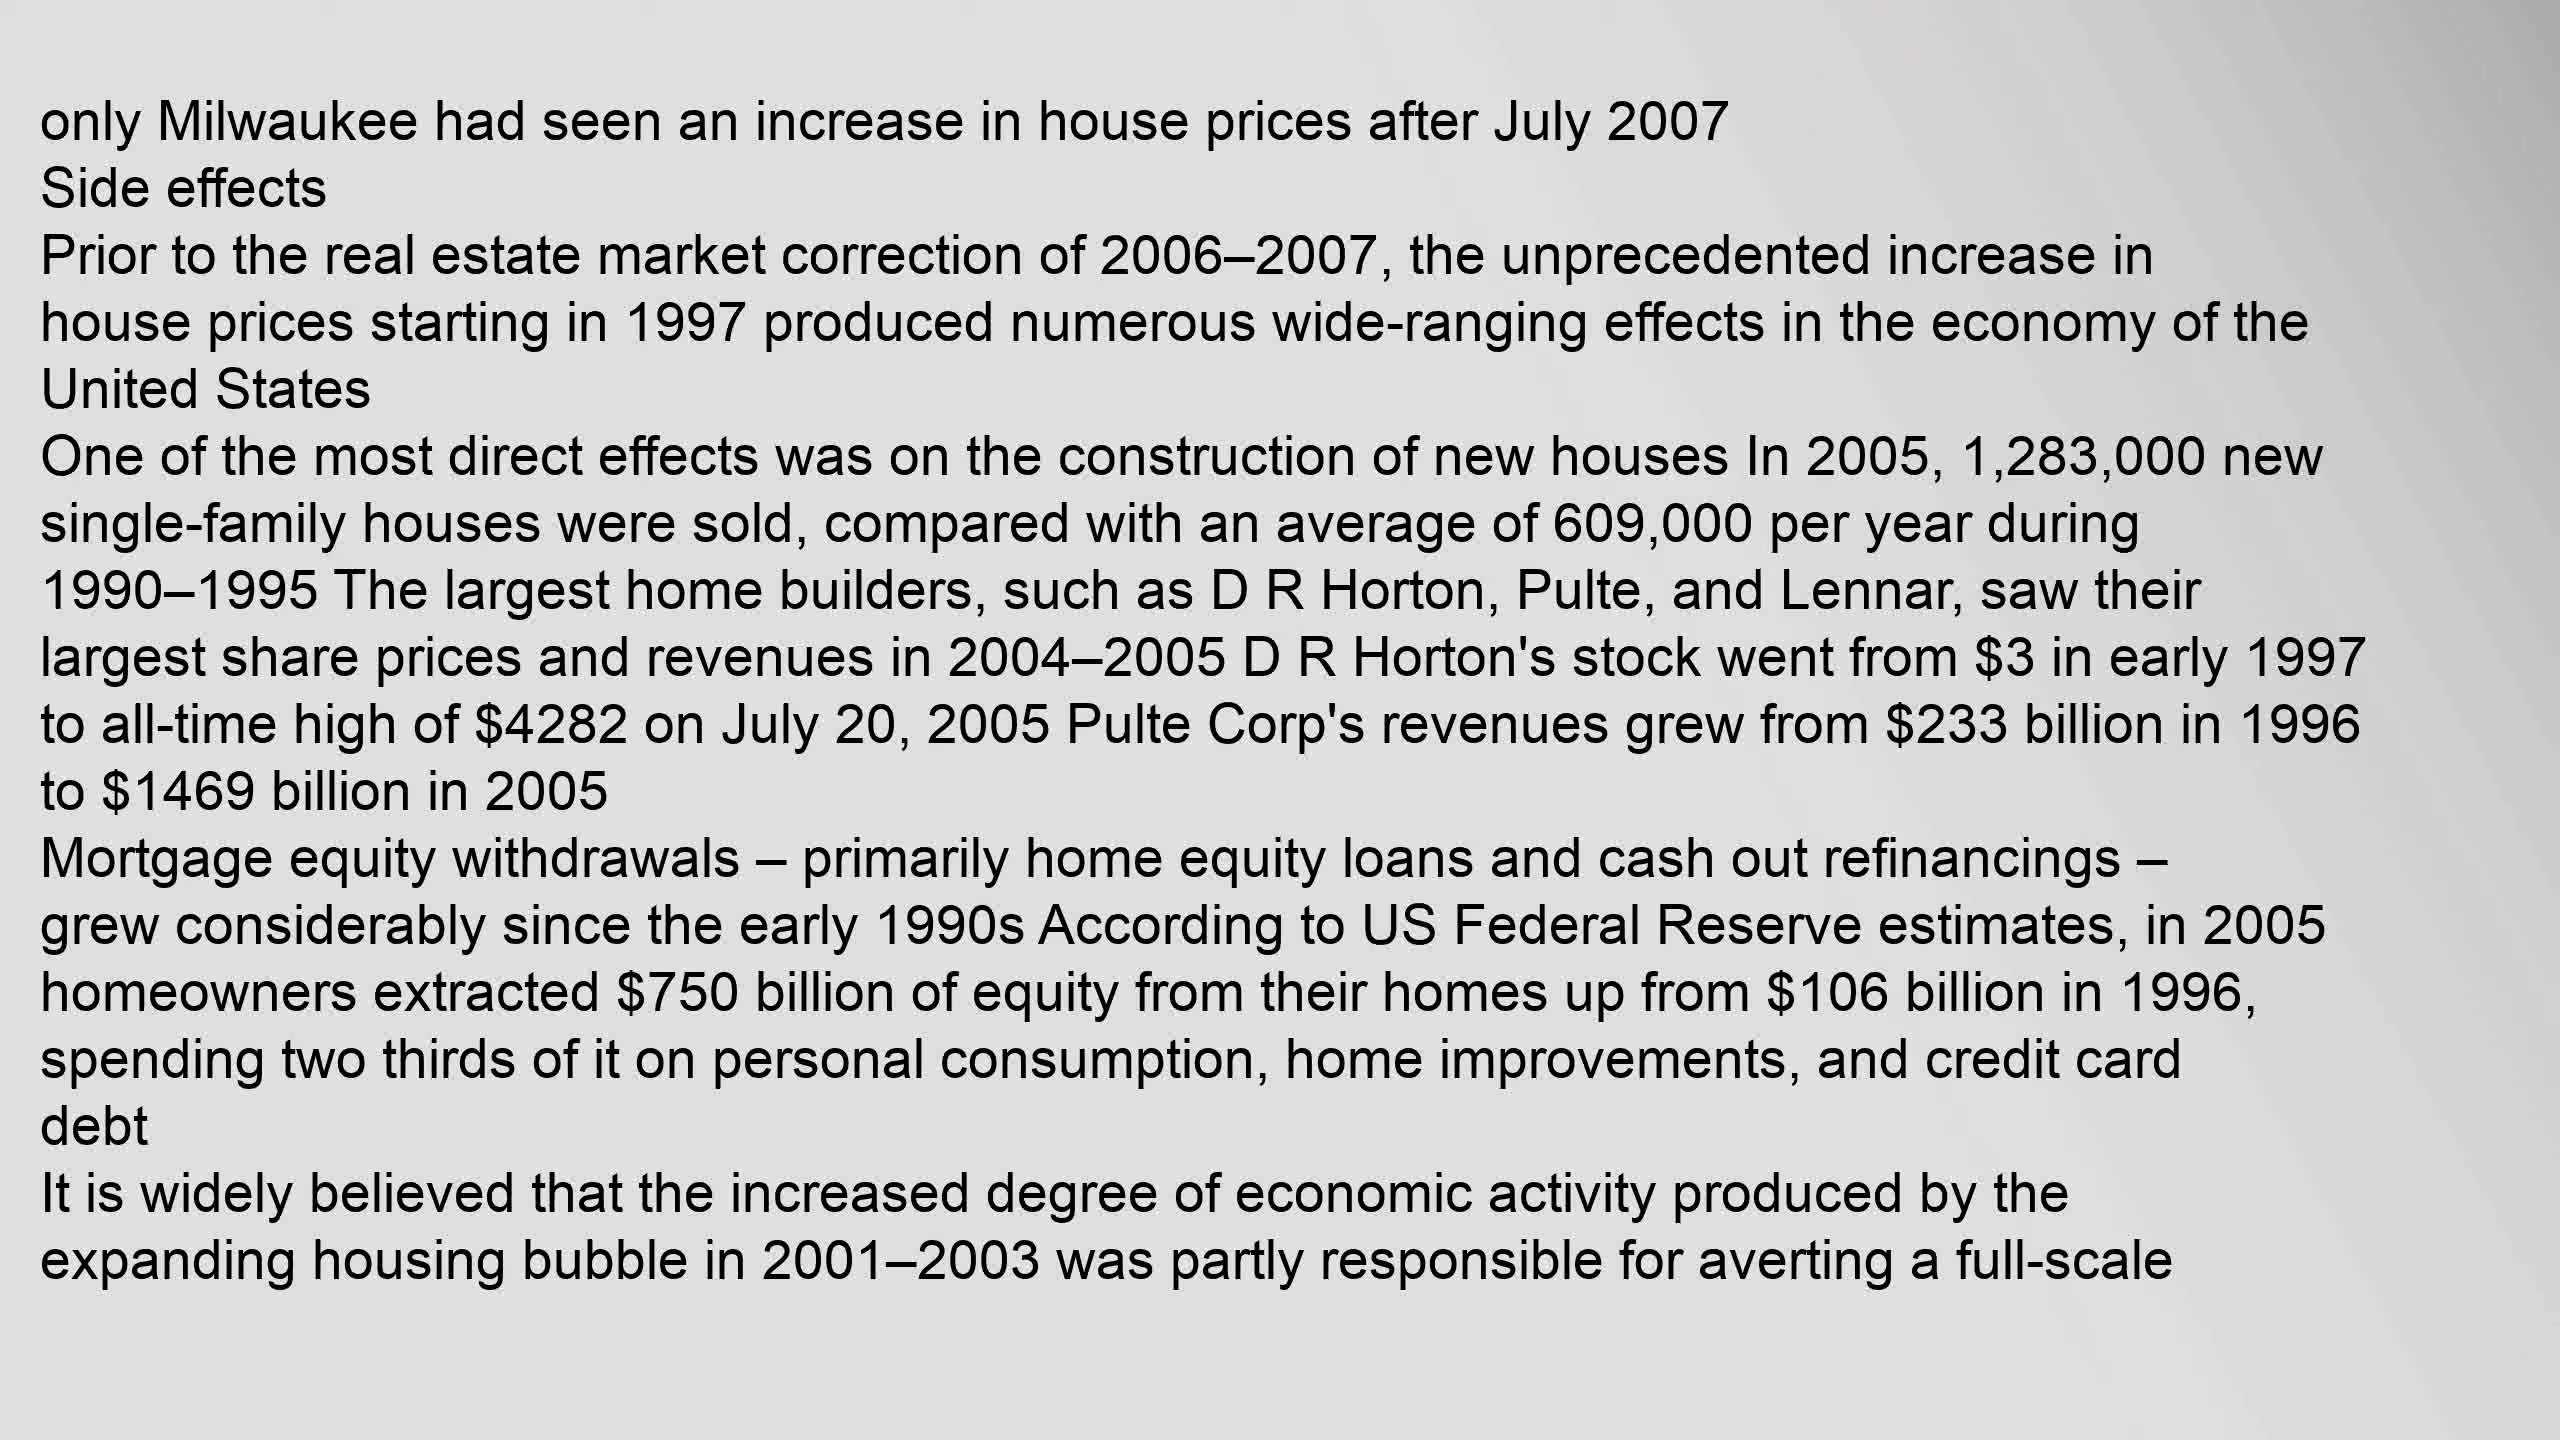 only Milwaukee had seen an increase in house prices after July 2007
Side effects
Prior to the real estate market correction of 2006–2007, the unprecedented increase in
house prices starting in 1997 produced numerous wide-ranging effects in the economy of the
United States
One of the most direct effects was on the construction of new houses In 2005, 1,283,000 new
single-family houses were sold, compared with an average of 609,000 per year during
1990–1995 The largest home builders, such as D R Horton, Pulte, and Lennar, saw their
largest share prices and revenues in 2004–2005 D R Horton's stock went from $3 in early 1997
to all-time high of $4282 on July 20, 2005 Pulte Corp's revenues grew from $233 billion in 1996
to $1469 billion in 2005
Mortgage equity withdrawals – primarily home equity loans and cash out refinancings –
grew considerably since the early 1990s According to US Federal Reserve estimates, in 2005
homeowners extracted $750 billion of equity from their homes up from $106 billion in 1996,
spending two thirds of it on personal consumption, home improvements, and credit card
debt
It is widely believed that the increased degree of economic activity produced by the
expanding housing bubble in 2001–2003 was partly responsible for averting a full-scale